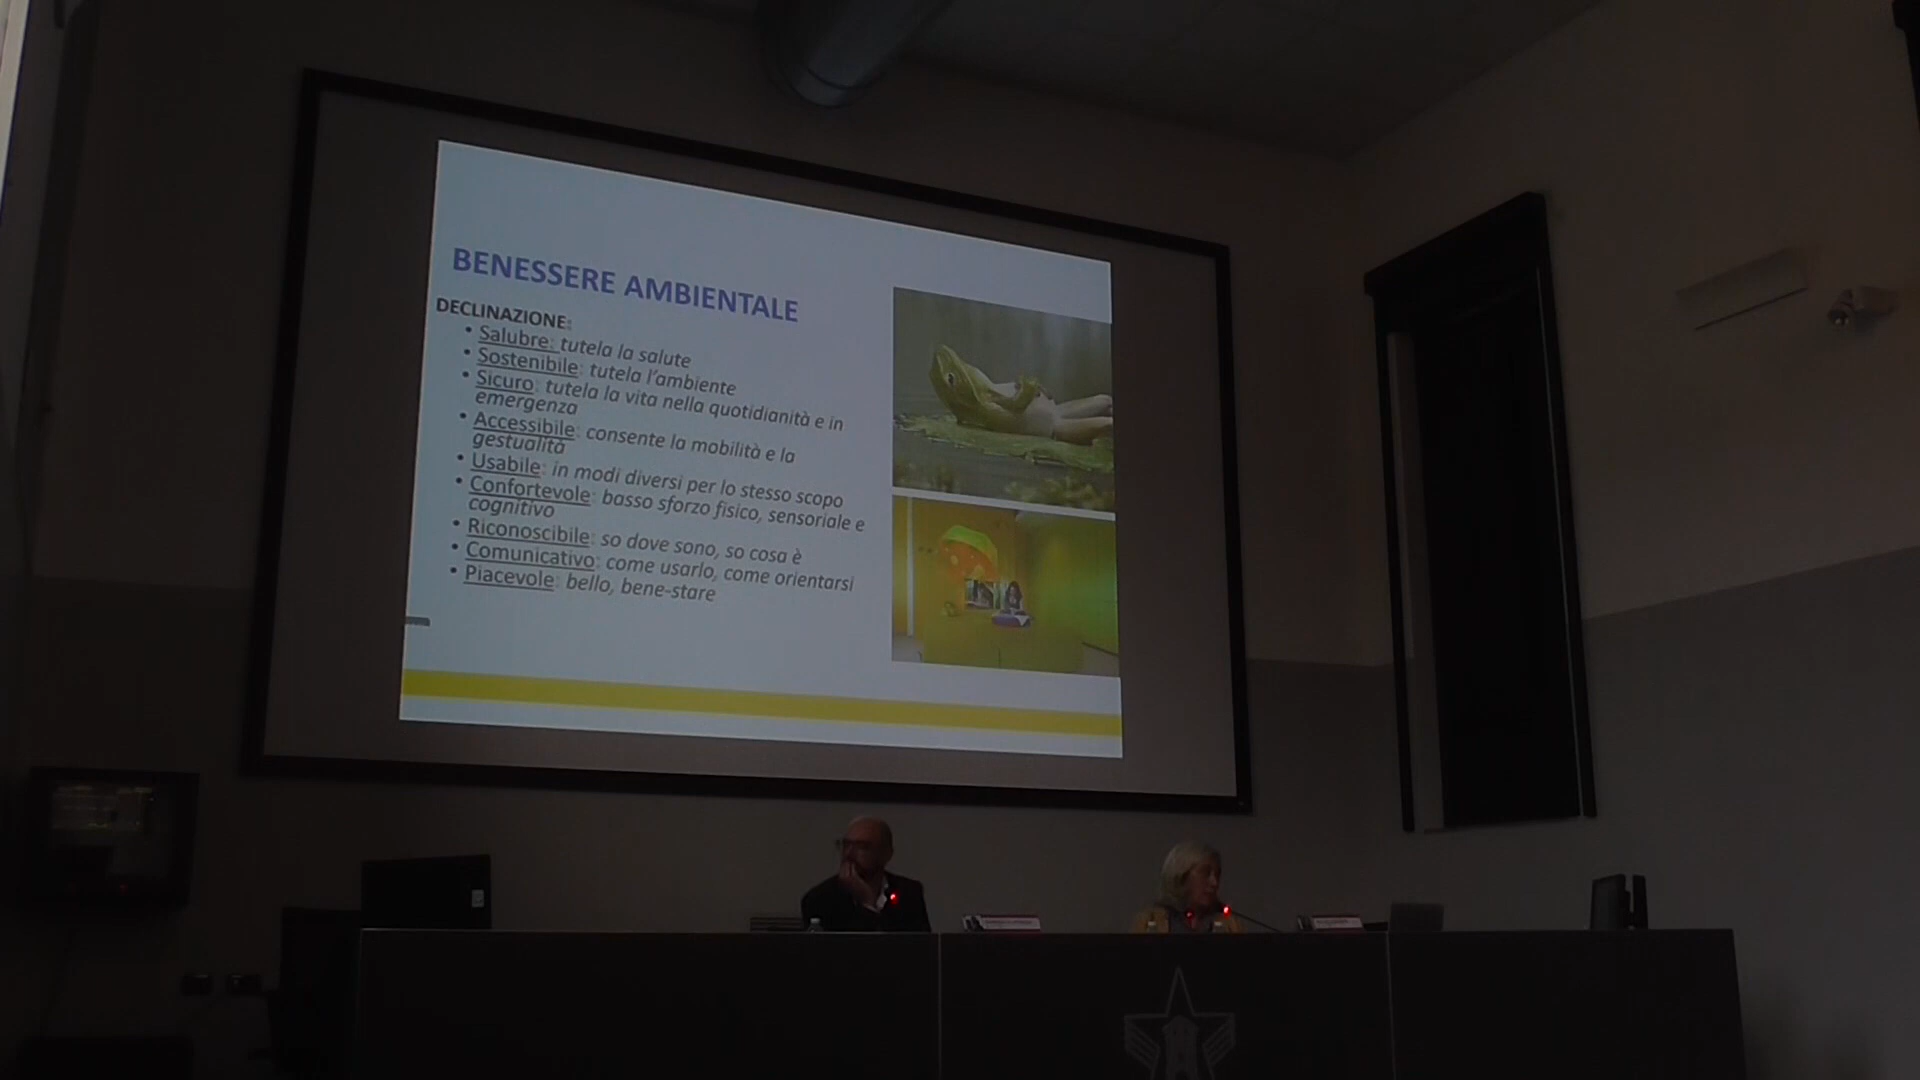 BENESSERE AMBIENTALE
DECLINAZIONE:
• Salubre: tutela la salute
• Sostenibile: tutela l'ambiente
• Sicuro: tutela la vita nella quotidianità e in
emergenza
• Accessibile: consente la mobilità e la
gestualità
• Usabile: in modi diversi per lo stesso scopo
• Confortevole: basso sforzo fisico, sensoriale e
cognitivo
• Riconoscibile: so dove sono, so cosa è
• Comunicativo: come usarlo, come orientarsi
• Piacevole: bello, bene-stare